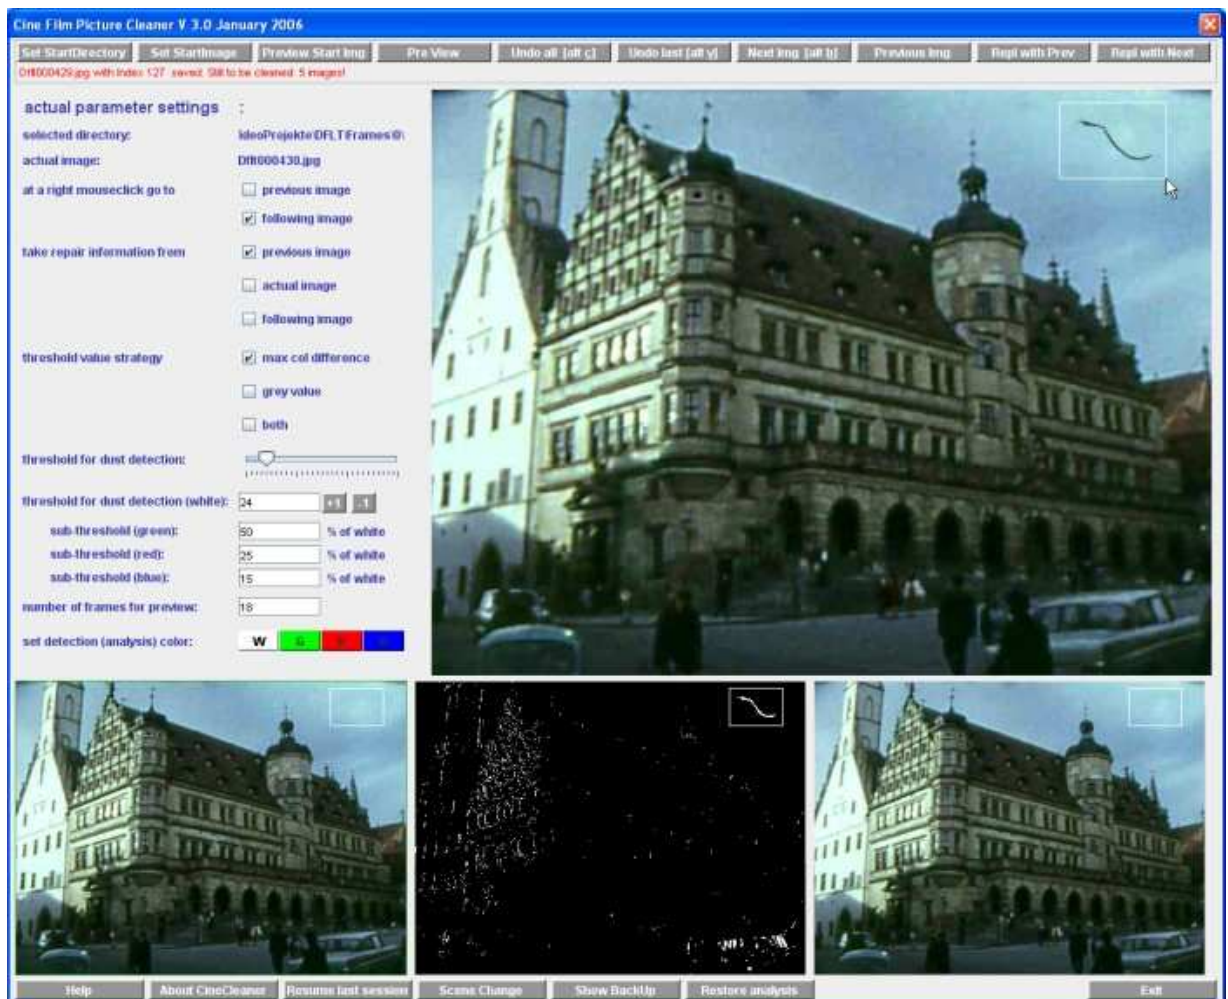 Cine Film Picture Cleaner V 3.0 January 2006
Set StartDirectory Set StartImage Preview Start Img Pre View Undo all [alt c] Undo last [alt y] Next Img [alt b] Previous Img Repl with Prev Repl with Next
Dflt000429.jpg with Index 127 saved. Still to be cleaned: 5 images!
actual parameter settings :
selected directory: ideoProjekte\DFLT\Frames\0\
actual image: Dflt000430.jpg
at a right mouseclick go to previous image
following image
take repair information from previous image
actual image
following image
threshold value strategy max col difference
grey value
both
threshold for dust detection:
threshold for dust detection (white): 24 +1 -1
sub-threshold (green): 50 % of white
sub-threshold (red): 25 % of white
sub-threshold (blue): 15 % of white
number of frames for preview: 18
set detection (analysis) color: W G
Help About CineCleaner Resume last session Scene Change Show BackUp Restore analysis Exit